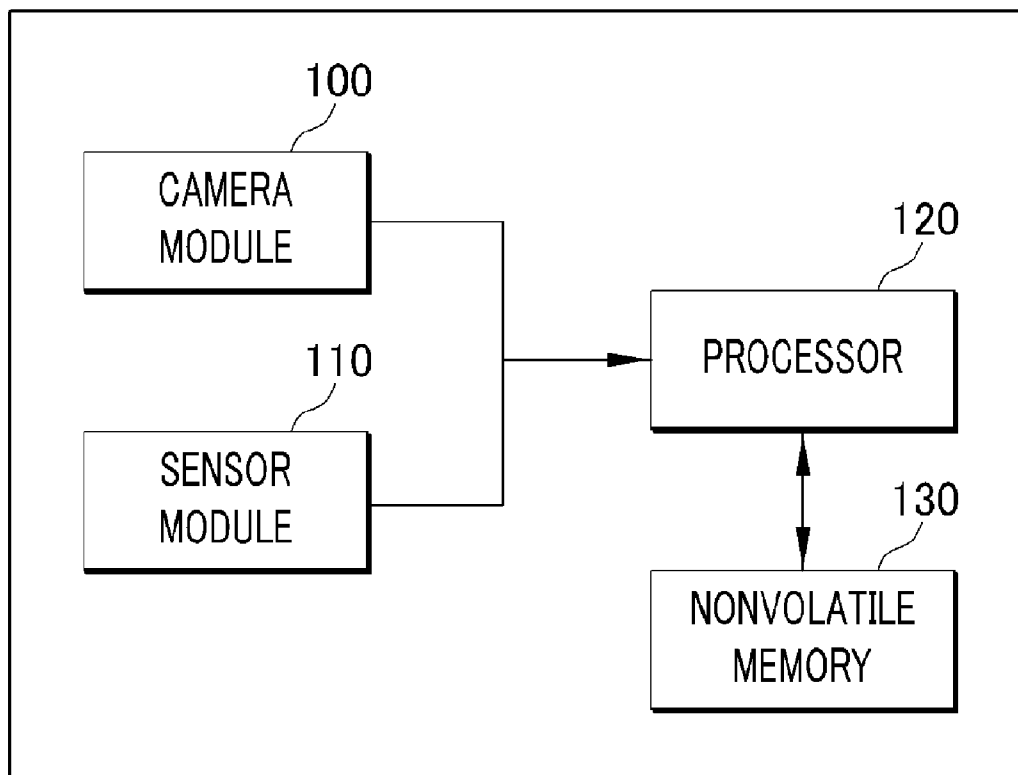 100
CAMERA
MODULE
110
SENSOR
MODULE
120
PROCESSOR
130
NONVOLATILE
MEMORY